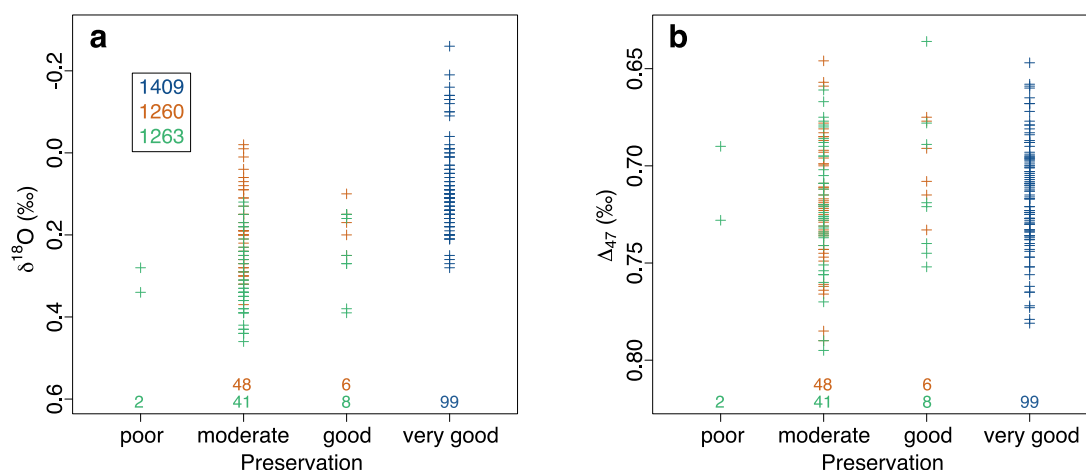 a
-0.2
0.0
0.2
0.4
0.6
δ18O (‰)
1409
1260
1263
48
6
2
41
8
99
poor
moderate
good
very good
Preservation
b
0.65
0.70
0.75
0.80
Δ47 (‰)
48
6
2
41
8
99
poor
moderate
good
very good
Preservation